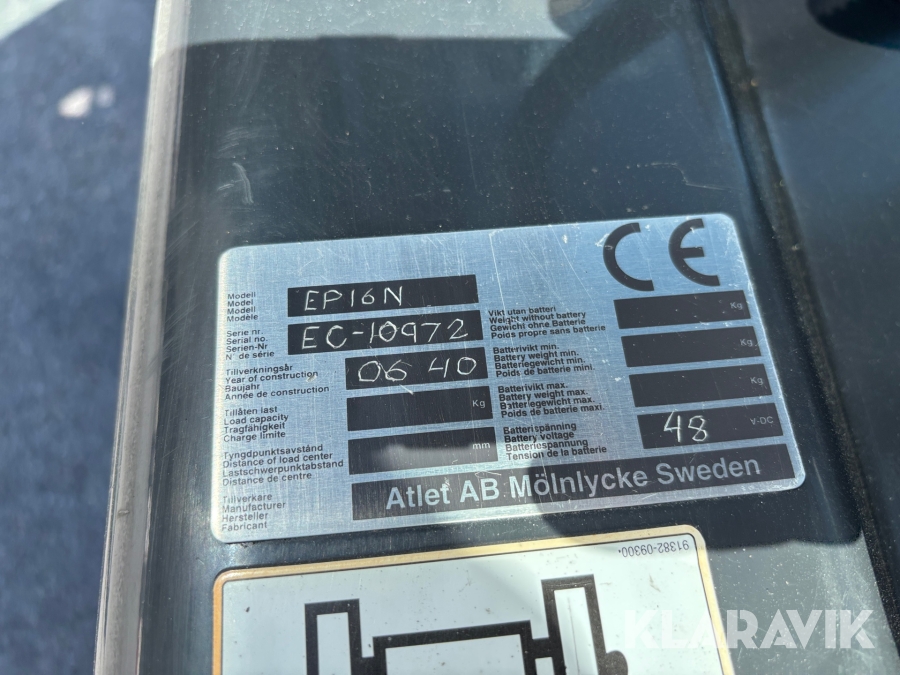 CE
Modell
Model
Modell
Modèle
EP16N
Serie nr.
Serial no.
Serien-Nr
N° de série
EC-10972
Tillverkningsår
Year of construction
Baujahr
Année de construction
06 40
Tillåten last
Load capacity
Tragfähigkeit
Charge limite
Kg
Tyngdpunktsavstånd
Distance of load center
Lastschwerpunktabstand
Distance de centre
mm
Tillverkare
Manufacturer
Hersteller
Fabricant
Vikt utan batteri
Weight without battery
Gewicht ohne Batterie
Poids propre sans batterie
Kg
Batterivikt min.
Battery weight min.
Batteriegewicht min.
Poids de batterie mini.
Kg
Batterivikt max.
Battery weight max.
Batteriegewicht max.
Poids de batterie maxi.
Kg
Batterispänning
Battery voltage
Batteriespannung
Tension de la batterie
48 V-DC
Atlet AB Mölnlycke Sweden
91382-09300.
KLARAVIK